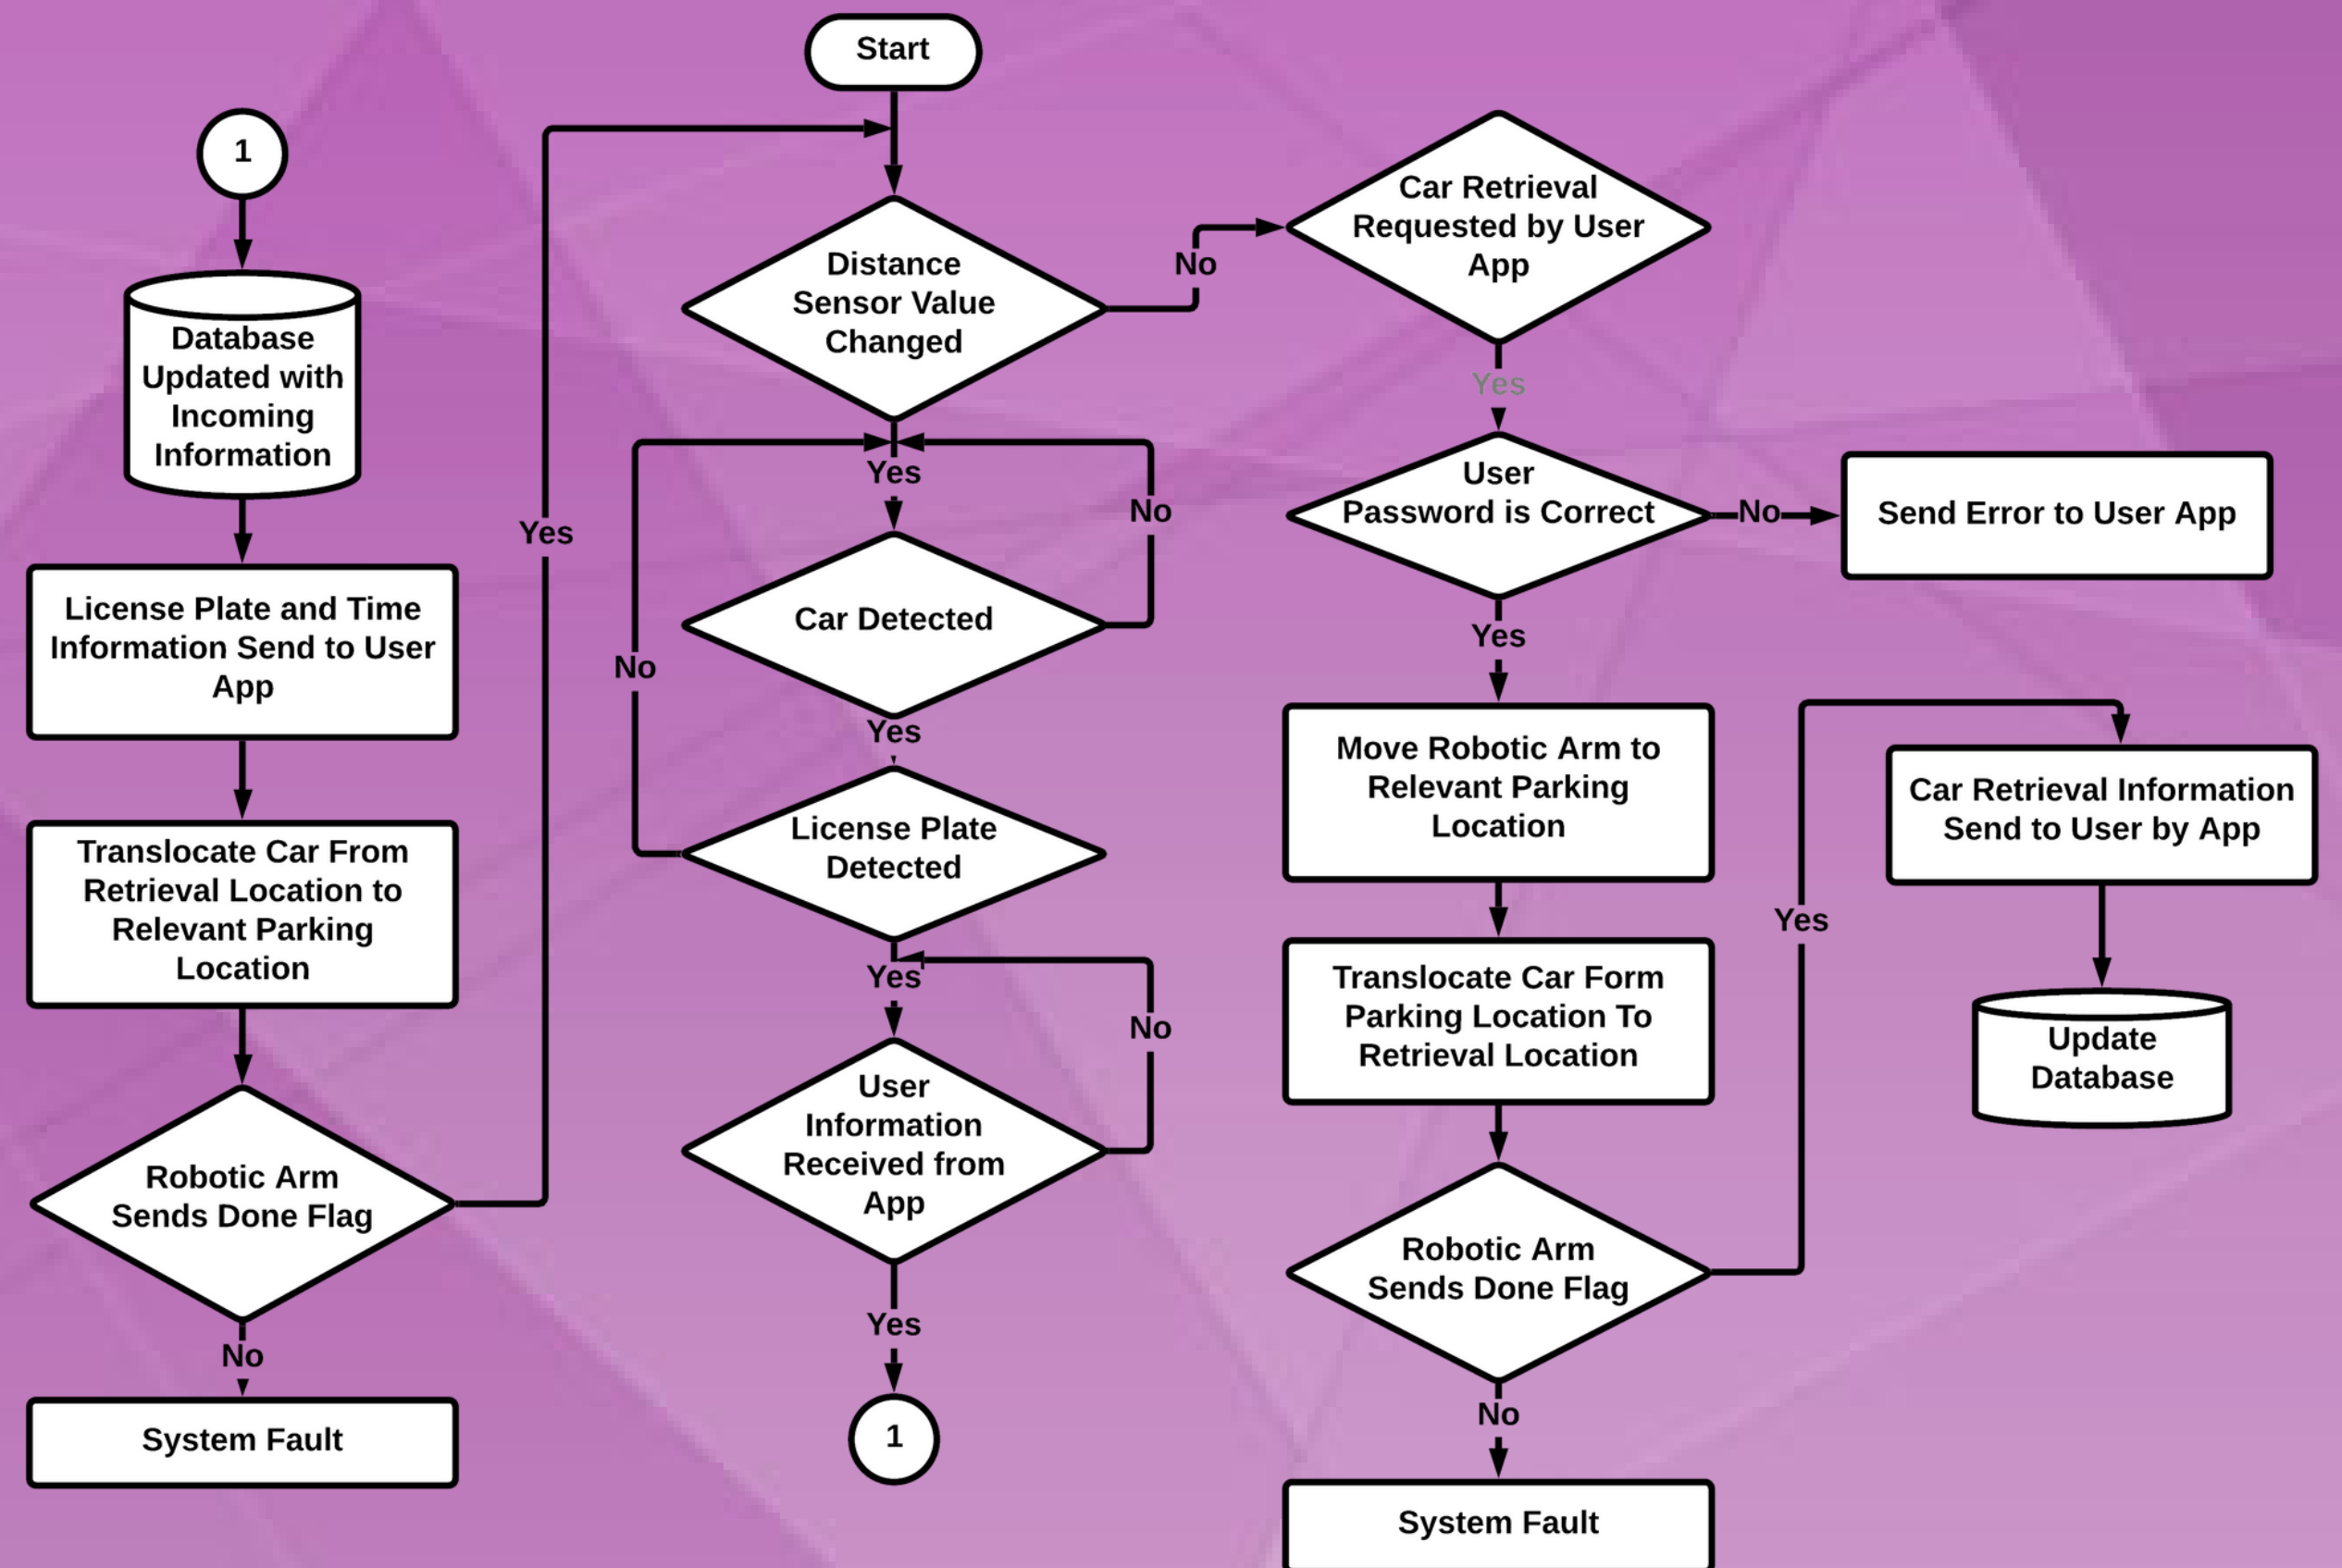 Start
1
Database
Updated with
Incoming
Information
License Plate and Time
Information Send to User
App
Translocate Car From
Retrieval Location to
Relevant Parking
Location
Robotic Arm
Sends Done Flag
No
System Fault
Yes
Distance
Sensor Value
Changed
No
Yes
Car Detected
No
Yes
License Plate
Detected
No
Yes
User
Information
Received from
App
No
Yes
1
Car Retrieval
Requested by User
App
Yes
User
Password is Correct
No
Send Error to User App
Yes
Move Robotic Arm to
Relevant Parking
Location
Translocate Car Form
Parking Location To
Retrieval Location
Robotic Arm
Sends Done Flag
No
System Fault
Yes
Car Retrieval Information
Send to User by App
Update
Database